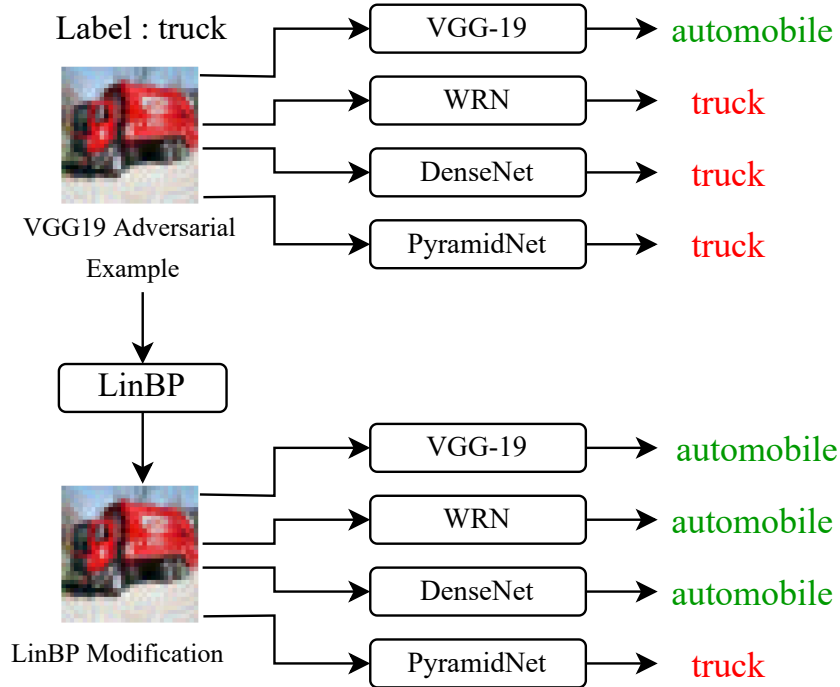 Label : truck
VGG-19
automobile
WRN
truck
DenseNet
truck
PyramidNet
truck
VGG19 Adversarial
Example
LinBP
VGG-19
automobile
WRN
automobile
DenseNet
automobile
PyramidNet
truck
LinBP Modification